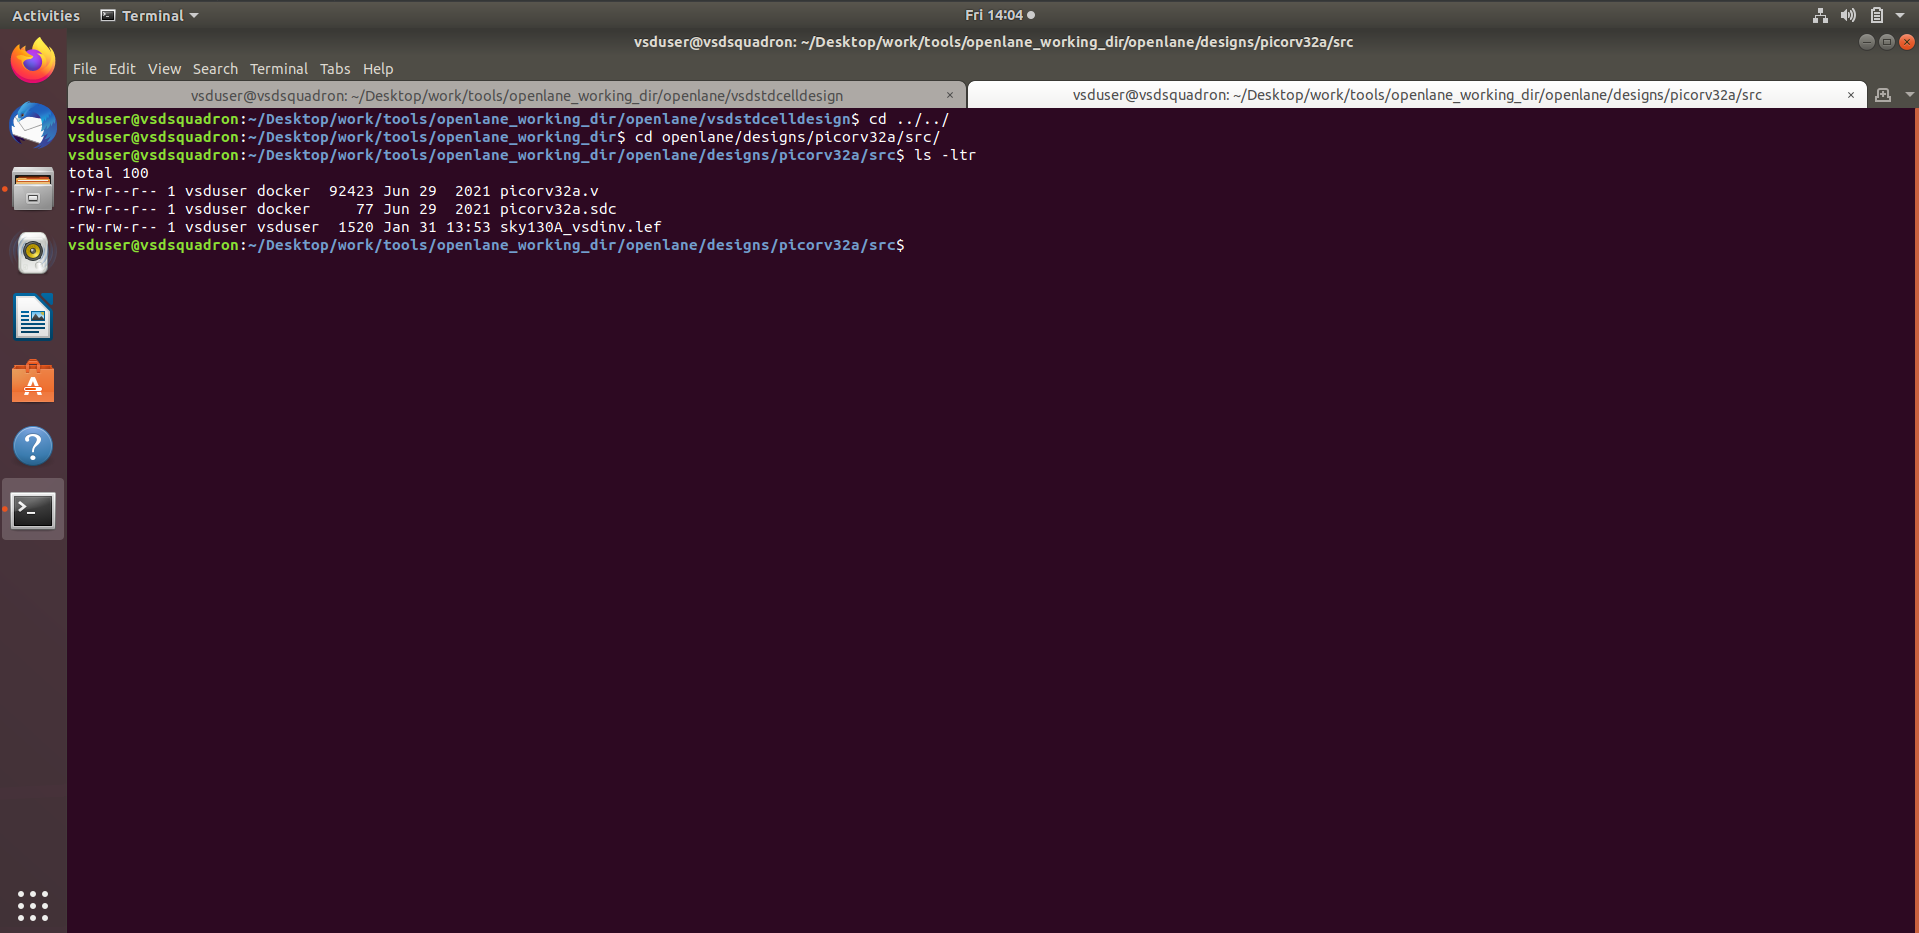 Activities Terminal Fri 14:04
vsduser@vsdsquadron: ~/Desktop/work/tools/openlane_working_dir/openlane/designs/picorv32a/src
File Edit View Search Terminal Tabs Help
vsduser@vsdsquadron: ~/Desktop/work/tools/openlane_working_dir/openlane/vsdstdcelldesign × vsduser@vsdsquadron: ~/Desktop/work/tools/openlane_working_dir/openlane/designs/picorv32a/src ×
vsduser@vsdsquadron:~/Desktop/work/tools/openlane_working_dir/openlane/vsdstdcelldesign$ cd ../../
vsduser@vsdsquadron:~/Desktop/work/tools/openlane_working_dir$ cd openlane/designs/picorv32a/src/
vsduser@vsdsquadron:~/Desktop/work/tools/openlane_working_dir/openlane/designs/picorv32a/src$ ls -ltr
total 100
-rw-r--r-- 1 vsduser docker  92423 Jun 29  2021 picorv32a.v
-rw-r--r-- 1 vsduser docker     77 Jun 29  2021 picorv32a.sdc
-rw-rw-r-- 1 vsduser vsduser  1520 Jan 31 13:53 sky130A_vsdinv.lef
vsduser@vsdsquadron:~/Desktop/work/tools/openlane_working_dir/openlane/designs/picorv32a/src$